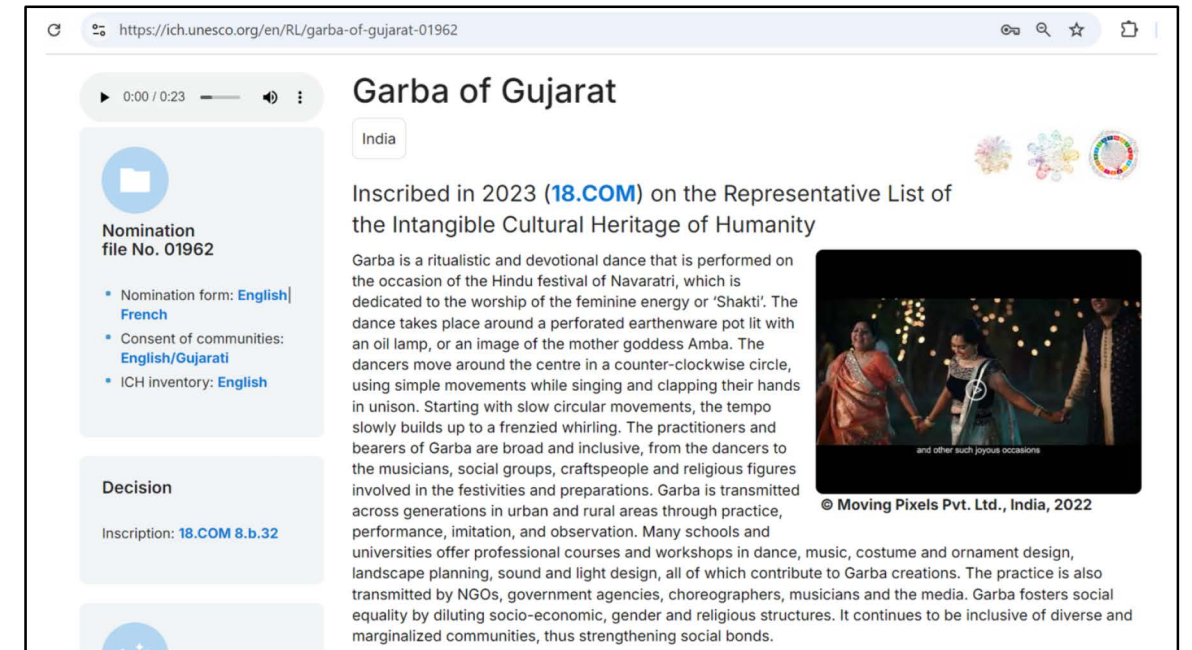 https://ich.unesco.org/en/RL/garba-of-gujarat-01962
0:00 / 0:23
Nomination
file No. 01962
Nomination form: English|
French
Consent of communities:
English/Gujarati
ICH inventory: English
Decision
Inscription: 18.COM 8.b.32
Garba of Gujarat
India
Inscribed in 2023 (18.COM) on the Representative List of
the Intangible Cultural Heritage of Humanity
Garba is a ritualistic and devotional dance that is performed on
the occasion of the Hindu festival of Navaratri, which is
dedicated to the worship of the feminine energy or ‘Shakti’. The
dance takes place around a perforated earthenware pot lit with
an oil lamp, or an image of the mother goddess Amba. The
dancers move around the centre in a counter-clockwise circle,
using simple movements while singing and clapping their hands
in unison. Starting with slow circular movements, the tempo
slowly builds up to a frenzied whirling. The practitioners and
bearers of Garba are broad and inclusive, from the dancers to
the musicians, social groups, craftspeople and religious figures
involved in the festivities and preparations. Garba is transmitted
across generations in urban and rural areas through practice,
performance, imitation, and observation. Many schools and
universities offer professional courses and workshops in dance, music, costume and ornament design,
landscape planning, sound and light design, all of which contribute to Garba creations. The practice is also
transmitted by NGOs, government agencies, choreographers, musicians and the media. Garba fosters social
equality by diluting socio-economic, gender and religious structures. It continues to be inclusive of diverse and
marginalized communities, thus strengthening social bonds.
and other such joyous occasions
© Moving Pixels Pvt. Ltd., India, 2022